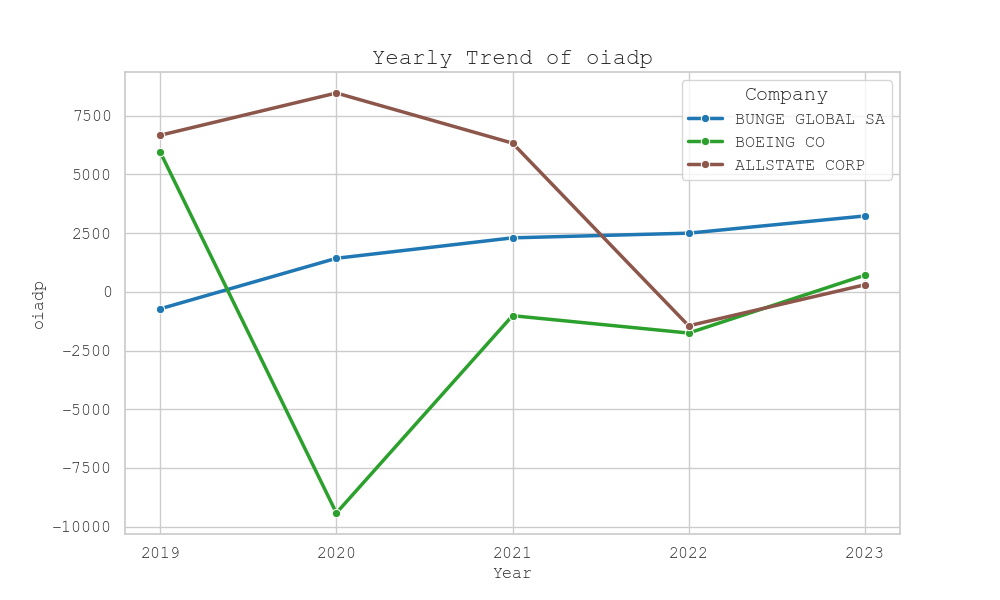 Yearly Trend of oiadp
Company
BUNGE GLOBAL SA
BOEING CO
ALLSTATE CORP
oiadp
7500
5000
2500
0
−2500
−5000
−7500
−10000
2019 2020 2021 2022 2023
Year